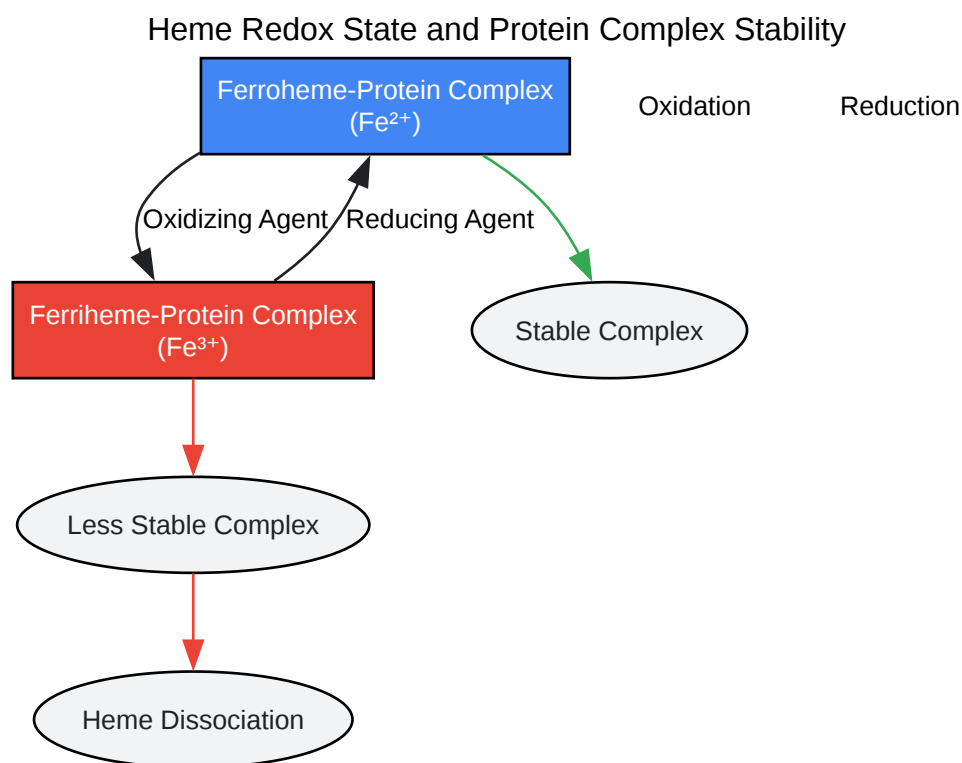 Heme Redox State and Protein Complex Stability
Ferroheme-Protein Complex
(Fe²⁺)
Oxidation
Reduction
Oxidizing Agent
Reducing Agent
Ferriheme-Protein Complex
(Fe³⁺)
Stable Complex
Less Stable Complex
Heme Dissociation